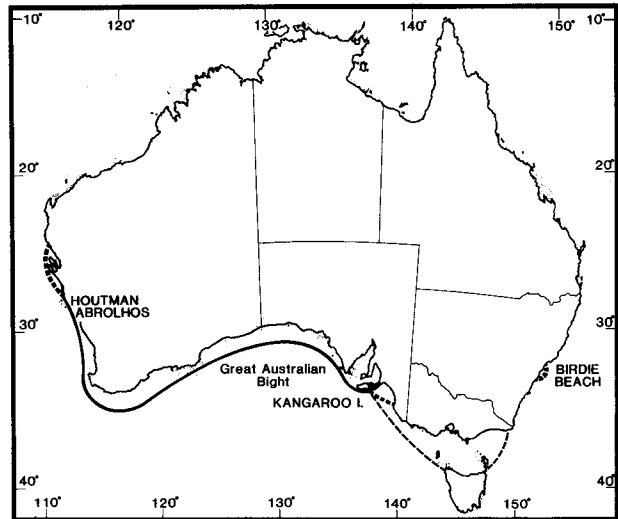 10° 120° 130° 140° 150° 10°
20° 20°
HOUTMAN
ABROLHOS
30° 30°
Great Australian
Bight
BIRDIE
BEACH
KANGAROO I.
40° 40°
110° 120° 130° 140° 150°